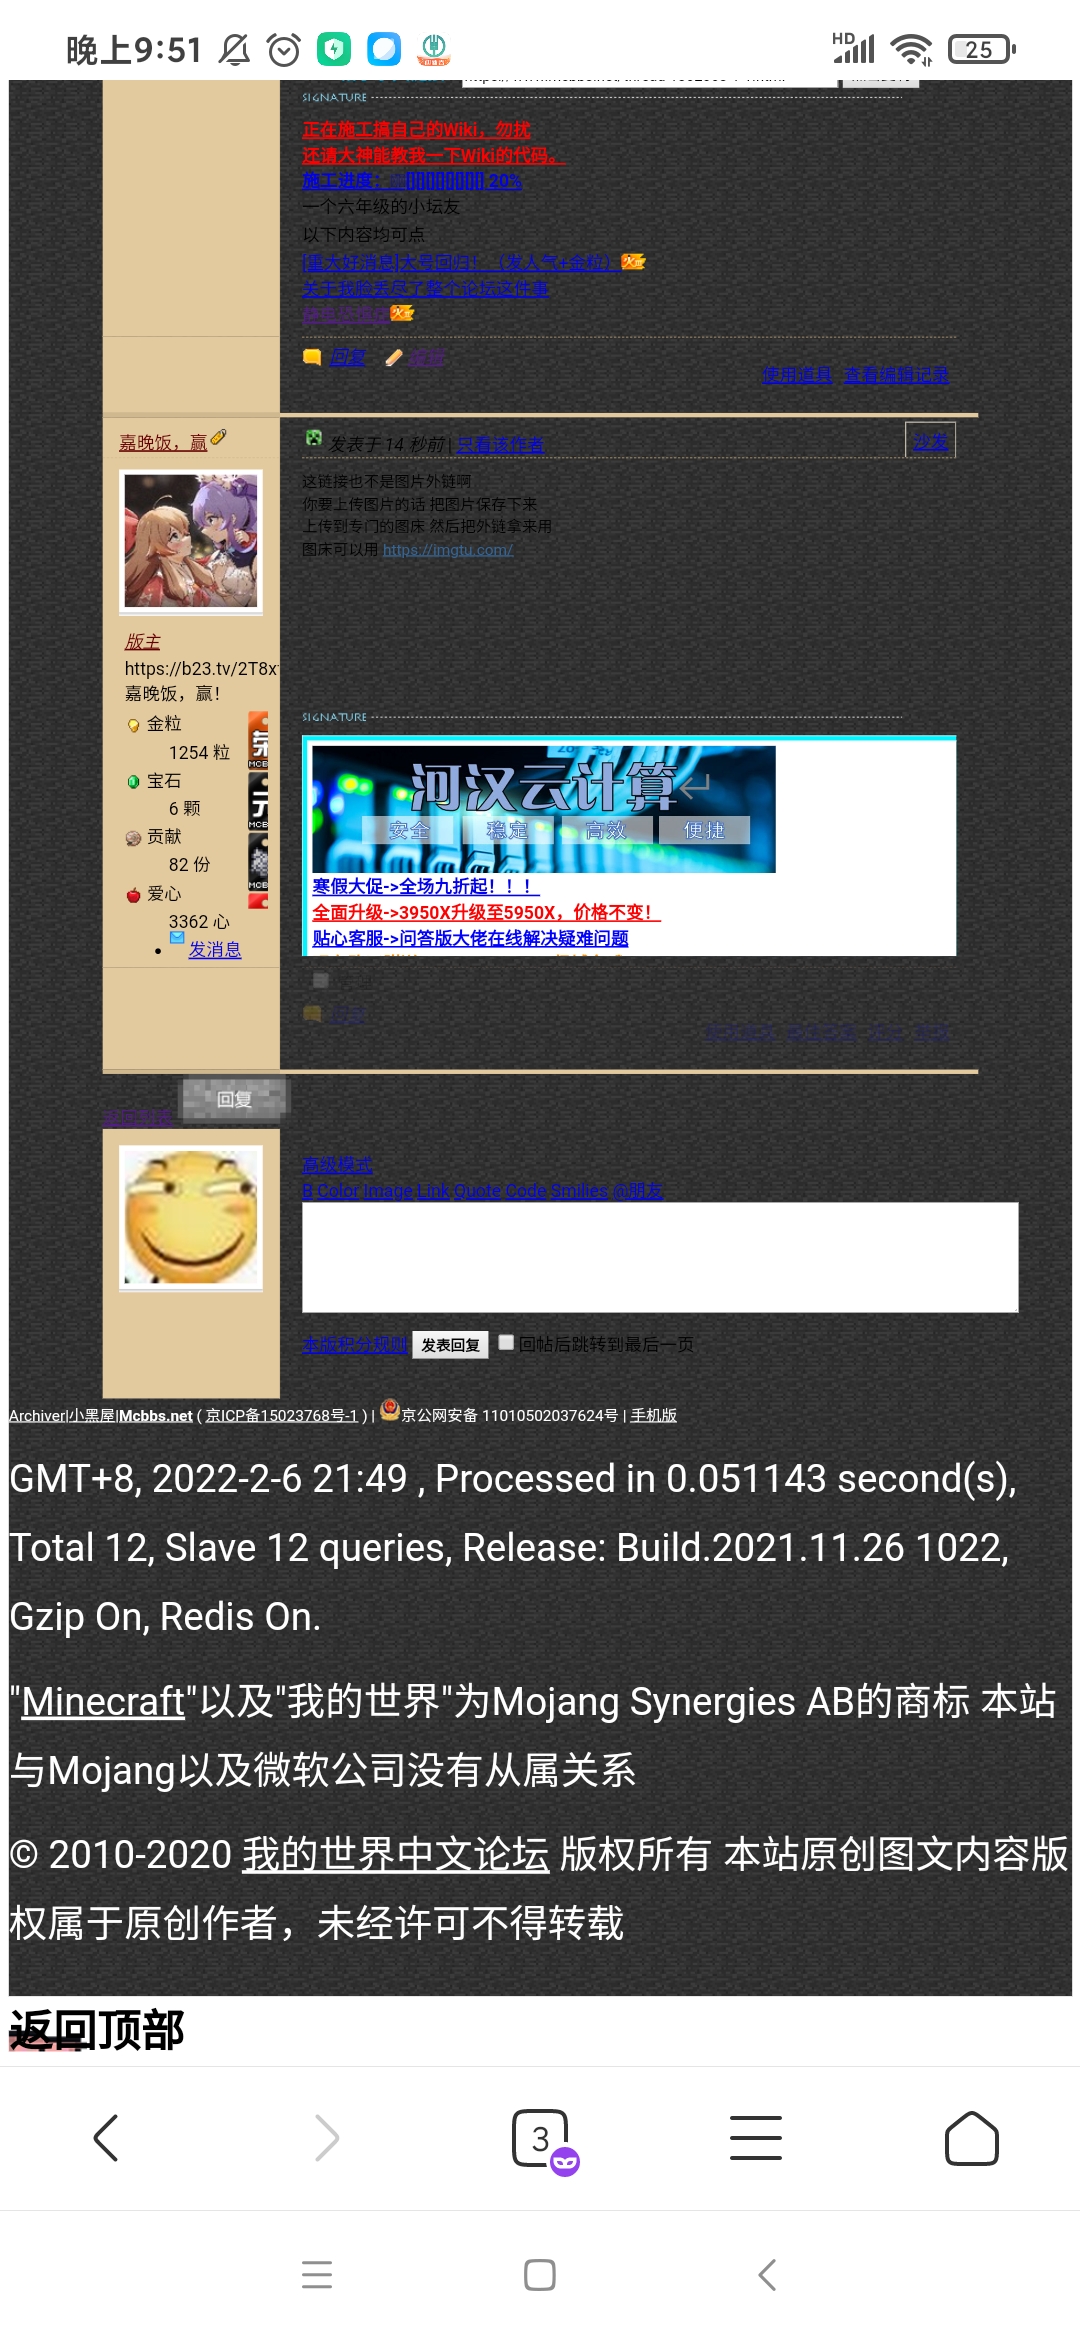 晚上9:51
HD
25
SIGNATURE
正在施工搞自己的Wiki，勿扰
还请大神能教我一下Wiki的代码。
施工进度：
20%
一个六年级的小坛友
以下内容均可点
[重大好消息]大号回归！（发人气+金粒）
关于我脸丢尽了整个论坛这件事
回复
使用道具 查看编辑记录
嘉晚饭，赢
发表于 14 秒前 | 只看该作者
沙发
这链接也不是图片外链啊
你要上传图片的话 把图片保存下来
上传到专门的图床 然后把外链拿来用
图床可以用 https://imgtu.com/
版主
https://b23.tv/2T8x
嘉晚饭，赢！
金粒
1254 粒
宝石
6 颗
贡献
82 份
爱心
3362 心
发消息
SIGNATURE
河汉云计算
安全 稳定 高效 便捷
寒假大促->全场九折起！！！
全面升级->3950X升级至5950X，价格不变！
贴心客服->问答版大佬在线解决疑难问题
回复
高级模式
B Color Image Link Quote Code Smilies @朋友
本版积分规则 发表回复 回帖后跳转到最后一页
Archiver|小黑屋|Mcbbs.net ( 京ICP备15023768号-1 ) | 京公网安备 11010502037624号 | 手机版
GMT+8, 2022-2-6 21:49 , Processed in 0.051143 second(s),
Total 12, Slave 12 queries, Release: Build.2021.11.26 1022,
Gzip On, Redis On.
"Minecraft"以及"我的世界"为Mojang Synergies AB的商标 本站
与Mojang以及微软公司没有从属关系
© 2010-2020 我的世界中文论坛 版权所有 本站原创图文内容版
权属于原创作者，未经许可不得转载
返回顶部
3